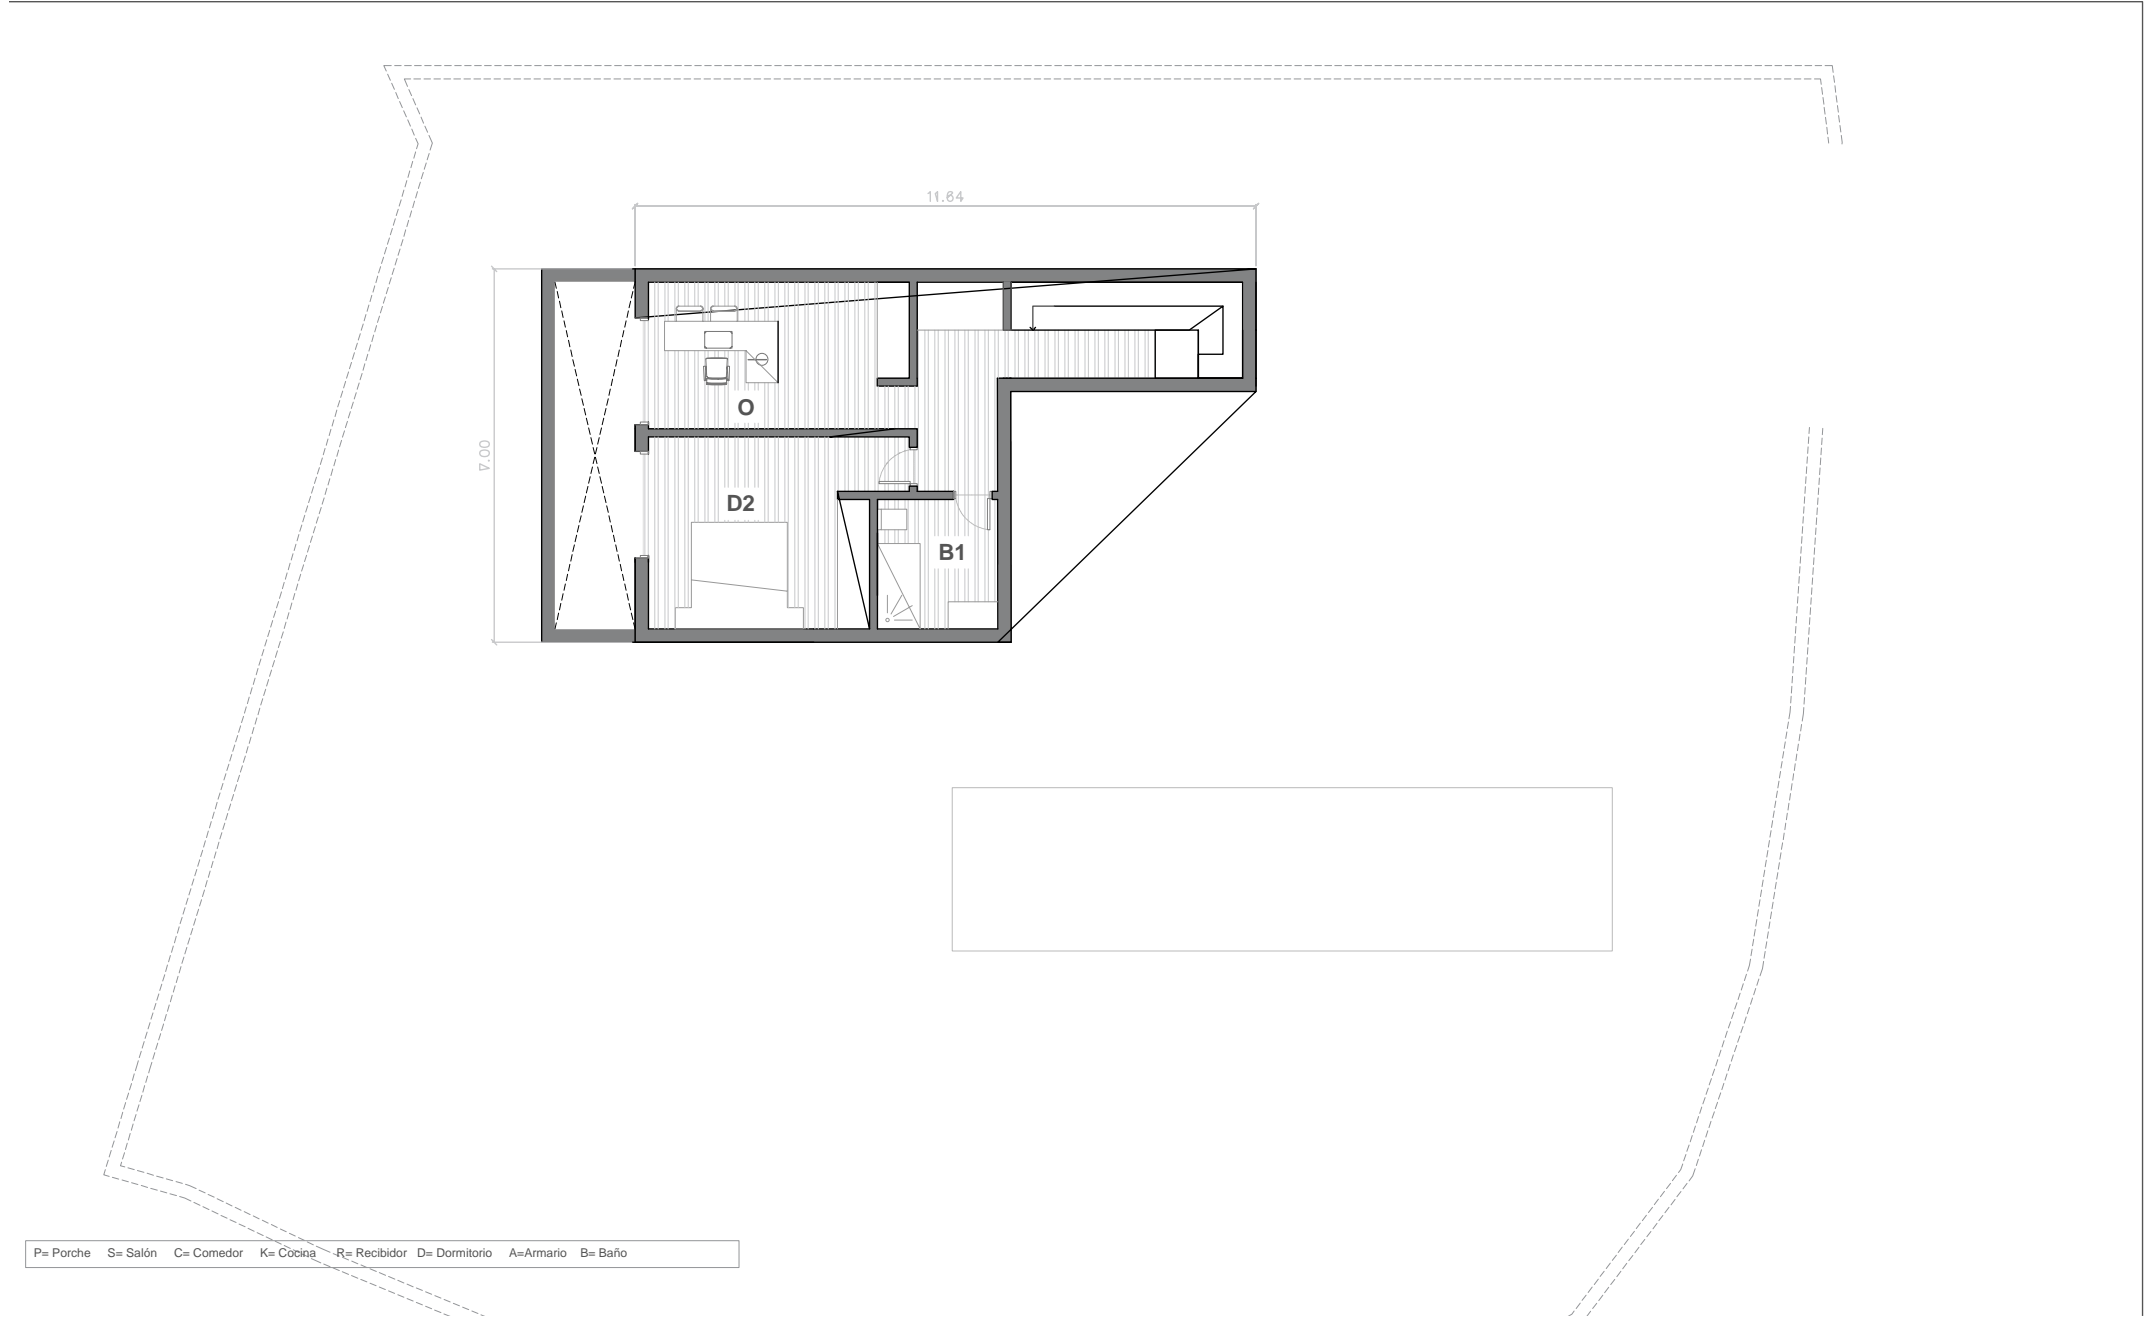 11.64
7.00
O
D2
B1
P= Porche S= Salón C= Comedor K= Cocina R= Recibidor D= Dormitorio A=Armario B= Baño